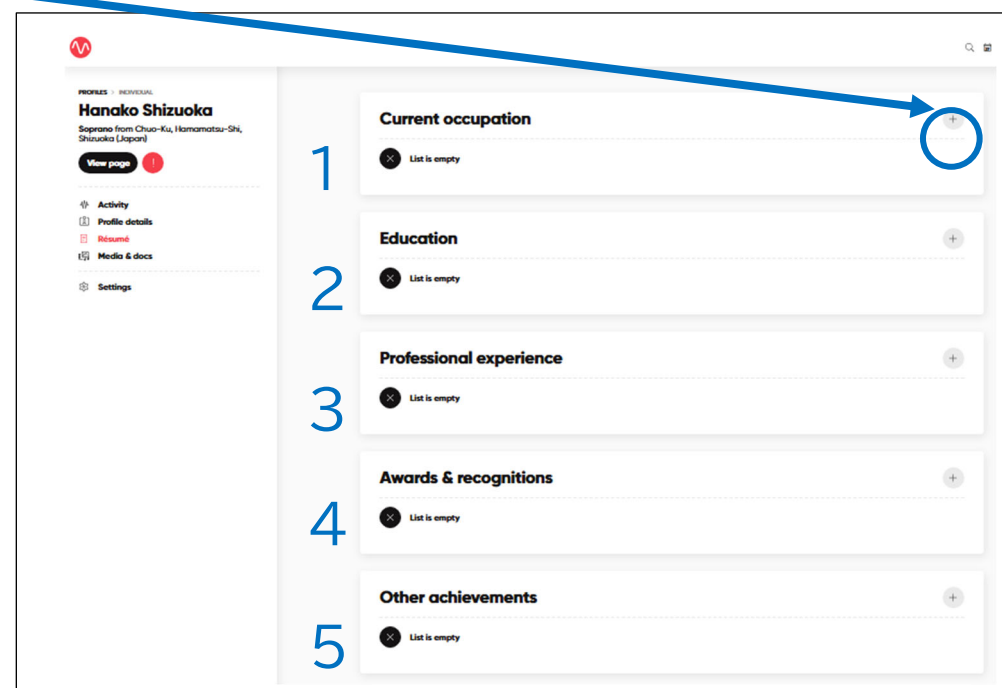 PROFILES > INDIVIDUAL
Hanako Shizuoka
Soprano from Chuo-Ku, Hamamatsu-Shi,
Shizuoka (Japan)
View page !
Activity
Profile details
Résumé
Media & docs
Settings
1
Current occupation +
List is empty
2
Education +
List is empty
3
Professional experience +
List is empty
4
Awards & recognitions +
List is empty
5
Other achievements +
List is empty